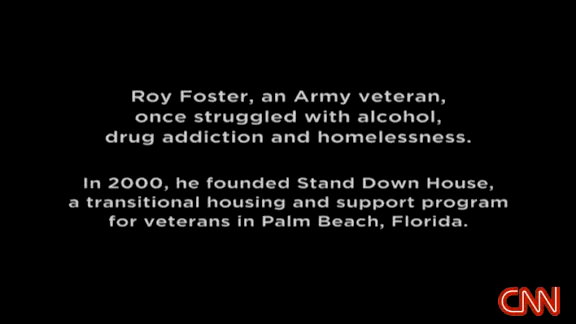 Roy Foster, an Army veteran,
once struggled with alcohol,
drug addiction and homelessness.
In 2000, he founded Stand Down House,
a transitional housing and support program
for veterans in Palm Beach, Florida.
CNN